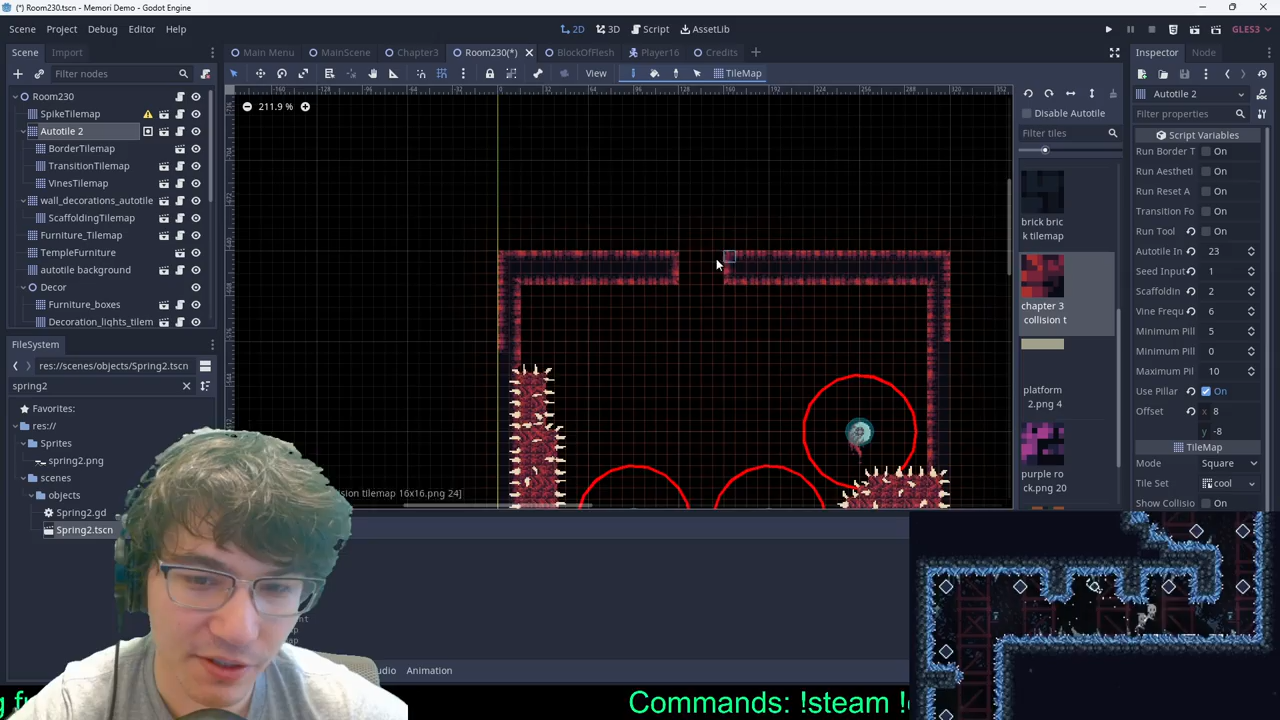 (*) Room230.tscn - Memori Demo - Godot Engine
Scene Project Debug Editor Help
2D 3D Script AssetLib
GLES3
Scene Import
Main Menu MainScene Chapter3 Room230(*) BlockOfFlesh Player16 Credits
Inspector Node
Filter nodes
View TileMap
211.9 %
Disable Autotile
Filter tiles
Autotile 2
Filter properties
Room230
SpikeTilemap
Autotile 2
BorderTilemap
TransitionTilemap
VinesTilemap
wall_decorations_autotile
ScaffoldingTilemap
Furniture_Tilemap
TempleFurniture
autotile background
Decor
Furniture_boxes
Decoration_lights_tilem
brick bric
k tilemap
chapter 3
collision t
platform
2.png 4
purple ro
ck.png 20
Script Variables
Run Border T On
Run Aestheti On
Run Reset A On
Transition Fo On
Run Tool On
Autotile In 23
Seed Input 1
Scaffoldin 2
Vine Frequ 6
Minimum Pill 5
Minimum Pill 0
Maximum Pil 10
Use Pillar On
Offset x 8
y -8
TileMap
Mode Square
Tile Set cool
Show Collisio On
FileSystem
res://scenes/objects/Spring2.tscn
spring2
Favorites:
res://
Sprites
spring2.png
scenes
objects
Spring2.gd
Spring2.tscn
ision tilemap 16x16.png 24]
Animation
Commands: !steam !